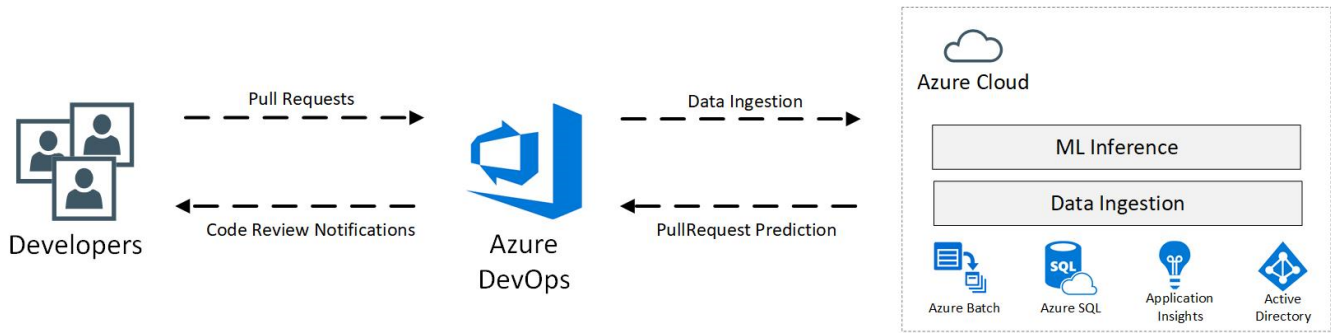 Pull Requests
Code Review Notifications
Developers
Azure
DevOps
Data Ingestion
PullRequest Prediction
Azure Cloud
ML Inference
Data Ingestion
SQL
Azure Batch
Azure SQL
Application
Insights
Active
Directory